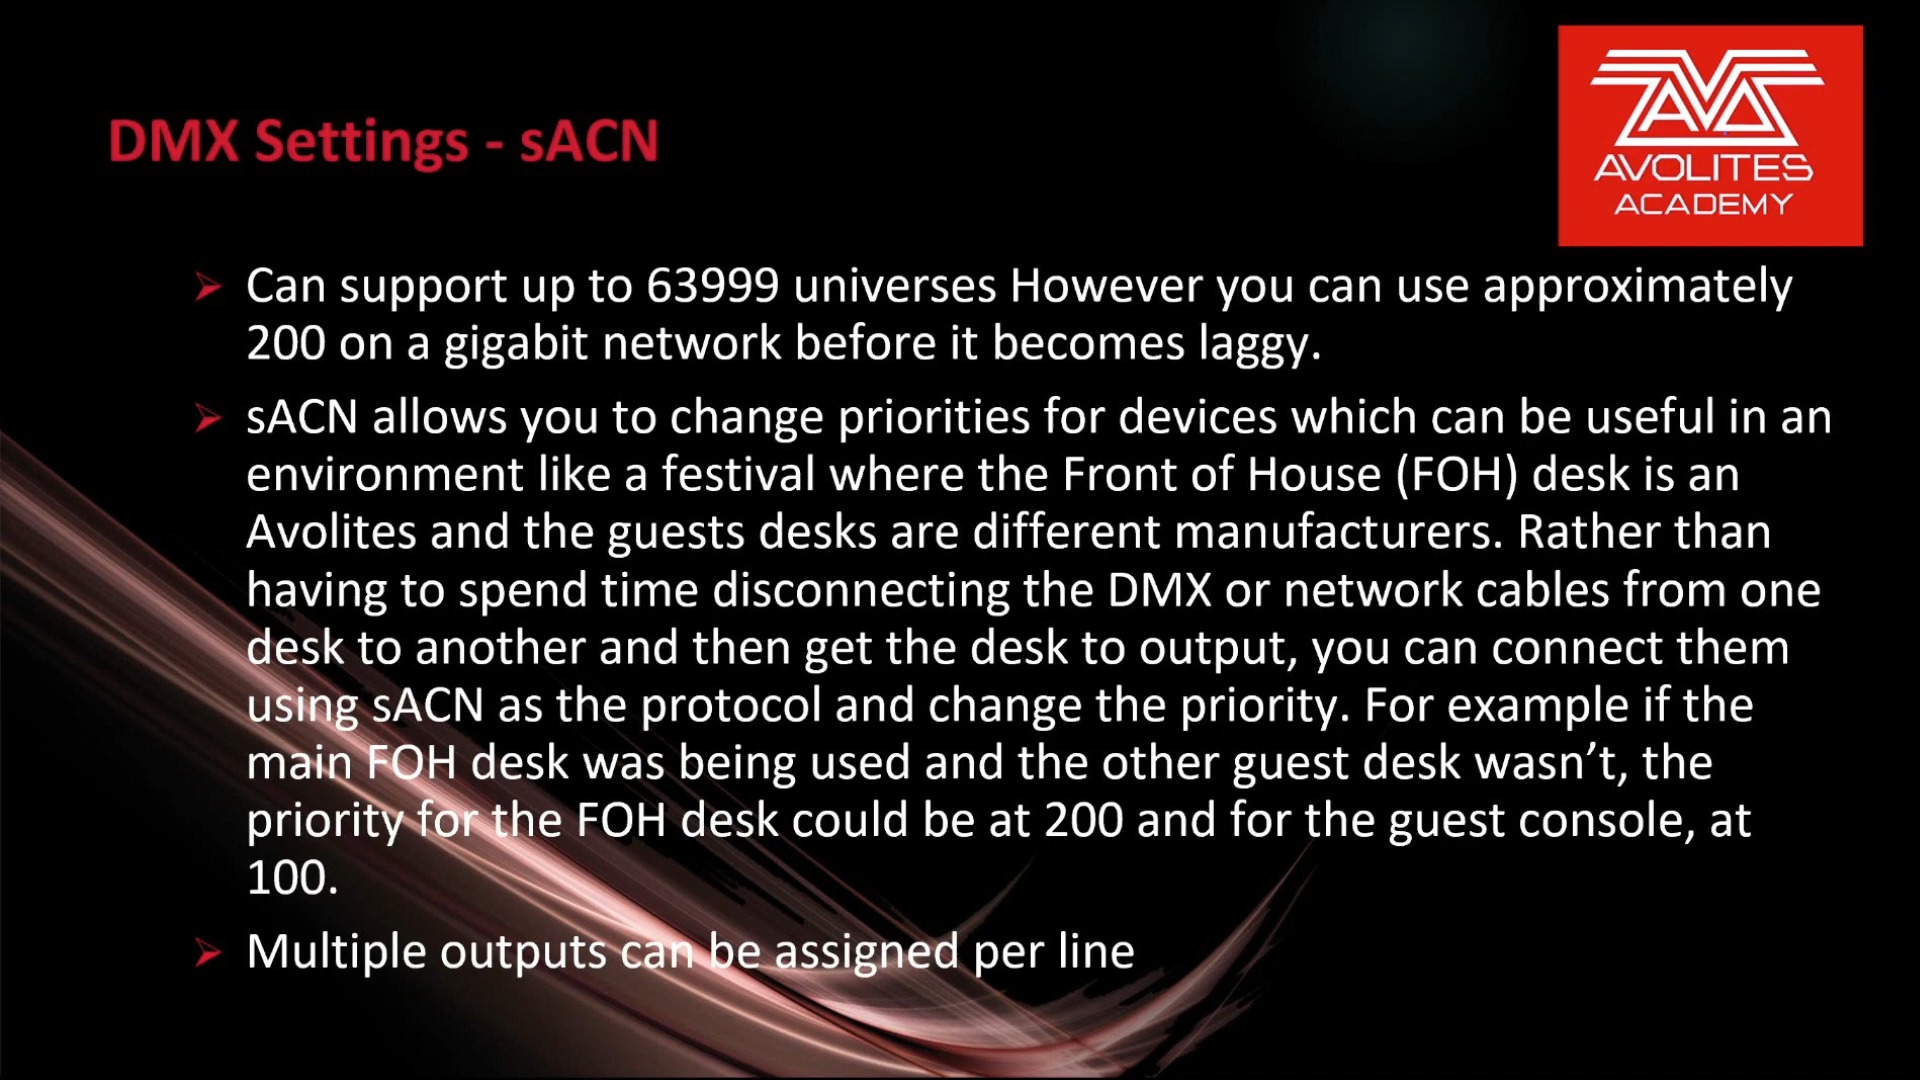 DMX Settings - sACN
AVOLITES
ACADEMY
Can support up to 63999 universes However you can use approximately
200 on a gigabit network before it becomes laggy.
sACN allows you to change priorities for devices which can be useful in an
environment like a festival where the Front of House (FOH) desk is an
Avolites and the guests desks are different manufacturers. Rather than
having to spend time disconnecting the DMX or network cables from one
desk to another and then get the desk to output, you can connect them
using sACN as the protocol and change the priority. For example if the
main FOH desk was being used and the other guest desk wasn’t, the
priority for the FOH desk could be at 200 and for the guest console, at
100.
Multiple outputs can be assigned per line